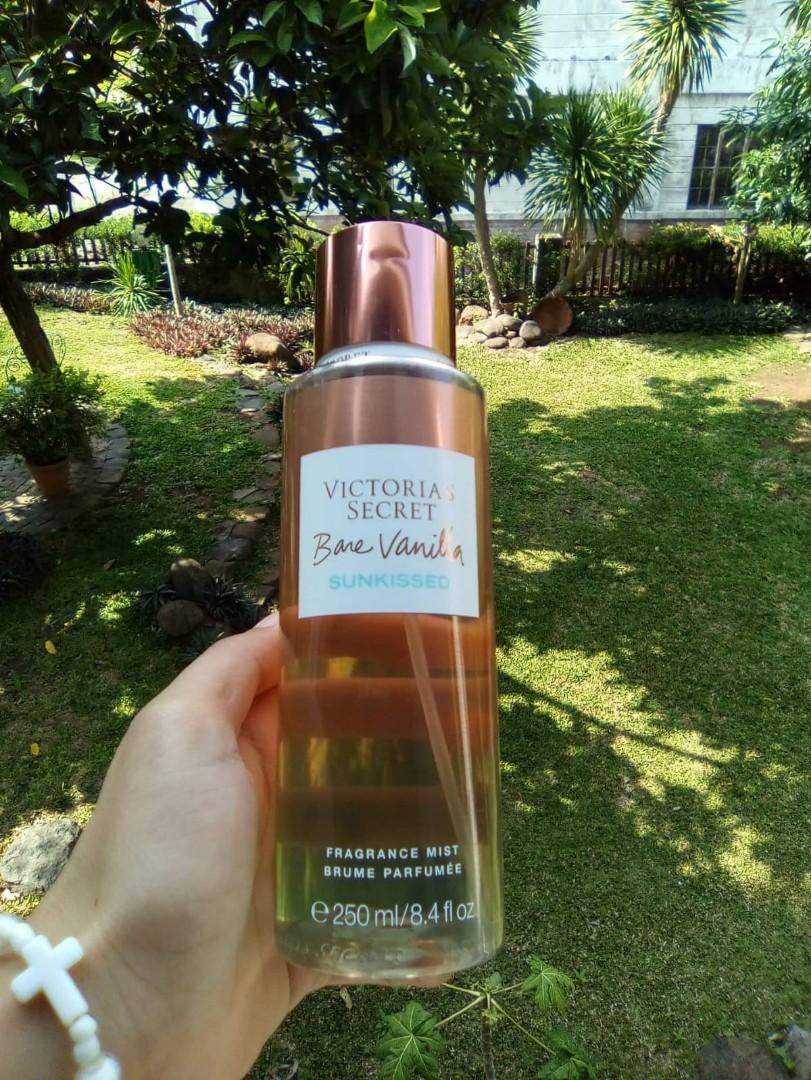 VICTORIA'S
SECRET
Bare Vanilla
SUNKISSED
FRAGRANCE MIST
BRUME PARFUMÉE
℮ 250 ml/8.4 fl oz